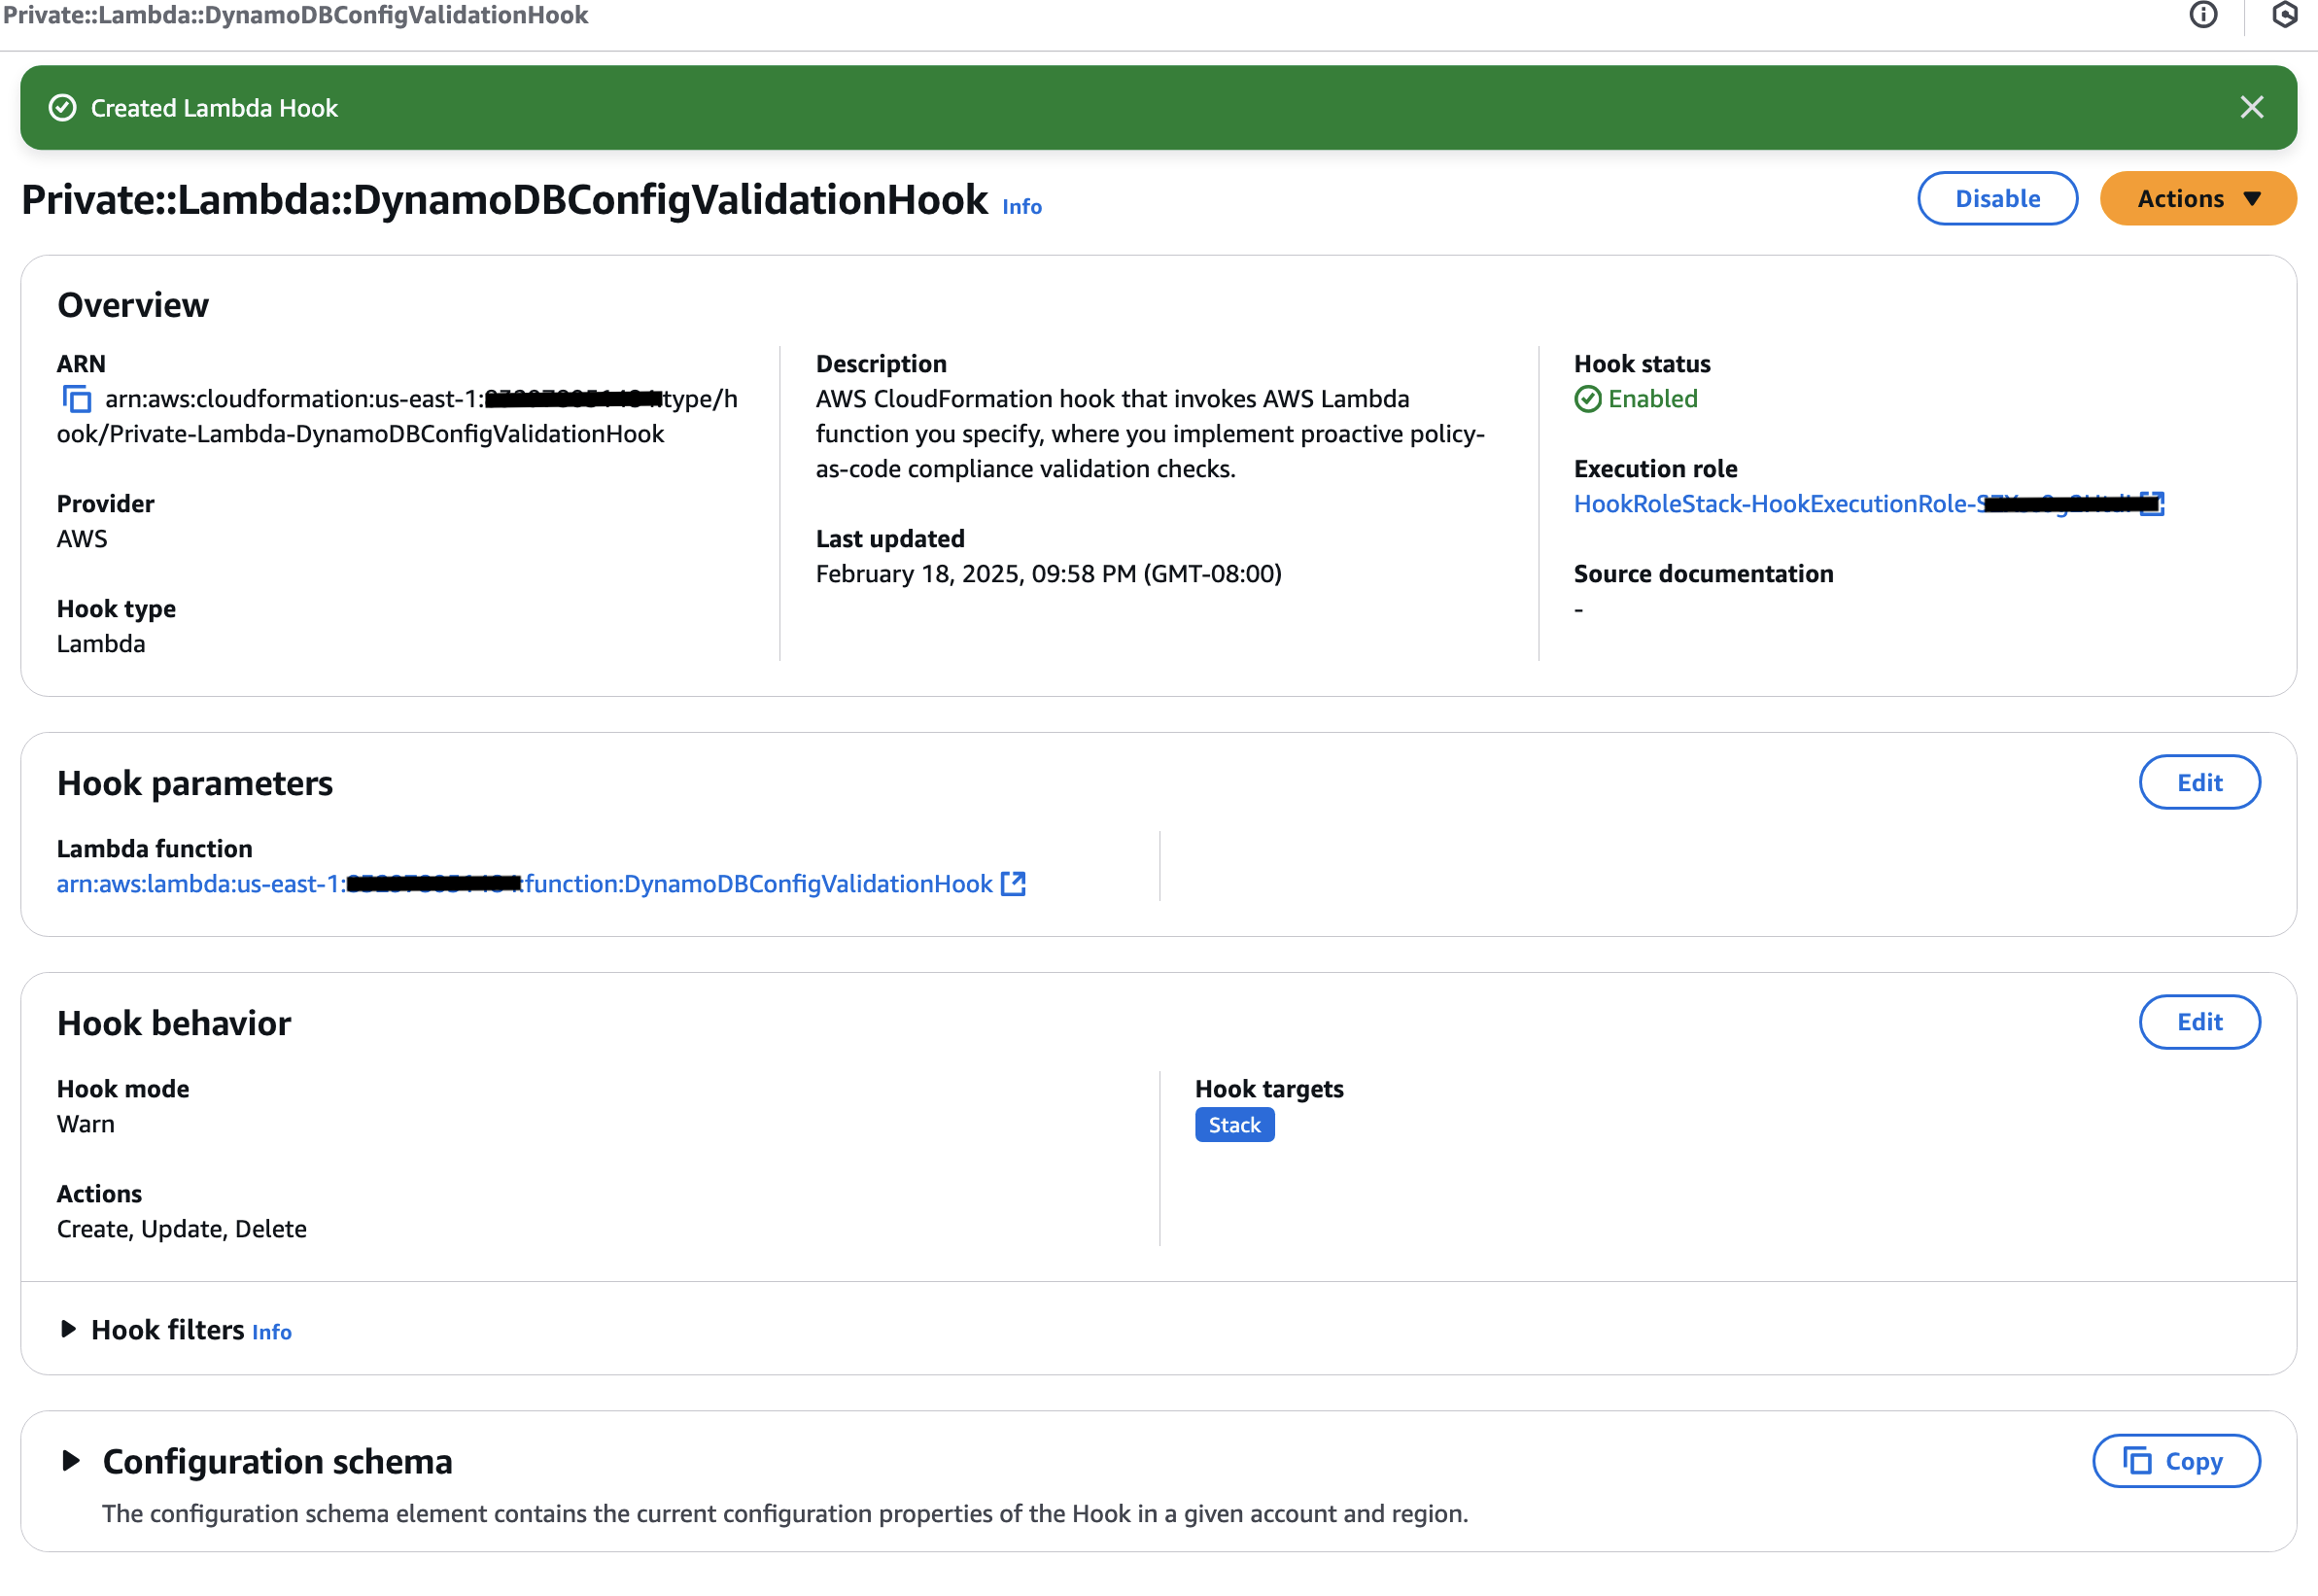 Private::Lambda::DynamoDBConfigValidationHook
Created Lambda Hook
Private::Lambda::DynamoDBConfigValidationHook Info
Disable
Actions
Overview
ARN
arn:aws:cloudformation:us-east-1: type/h
ook/Private-Lambda-DynamoDBConfigValidationHook
Provider
AWS
Hook type
Lambda
Description
AWS CloudFormation hook that invokes AWS Lambda
function you specify, where you implement proactive policy-
as-code compliance validation checks.
Last updated
February 18, 2025, 09:58 PM (GMT-08:00)
Hook status
Enabled
Execution role
HookRoleStack-HookExecutionRole-
Source documentation
-
Hook parameters
Edit
Lambda function
arn:aws:lambda:us-east-1: :function:DynamoDBConfigValidationHook
Hook behavior
Edit
Hook mode
Warn
Actions
Create, Update, Delete
Hook targets
Stack
Hook filters Info
Configuration schema
Copy
The configuration schema element contains the current configuration properties of the Hook in a given account and region.